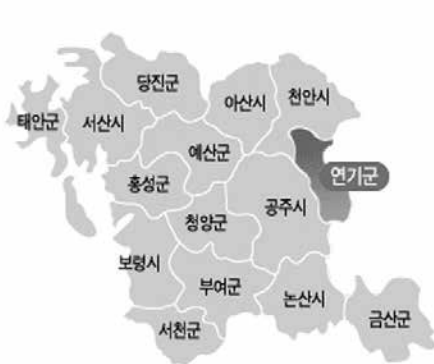 당진군
아산시
천안시
태안군
서산시
예산군
연기군
홍성군
공주시
청양군
보령시
부여군
논산시
서천군
금산군